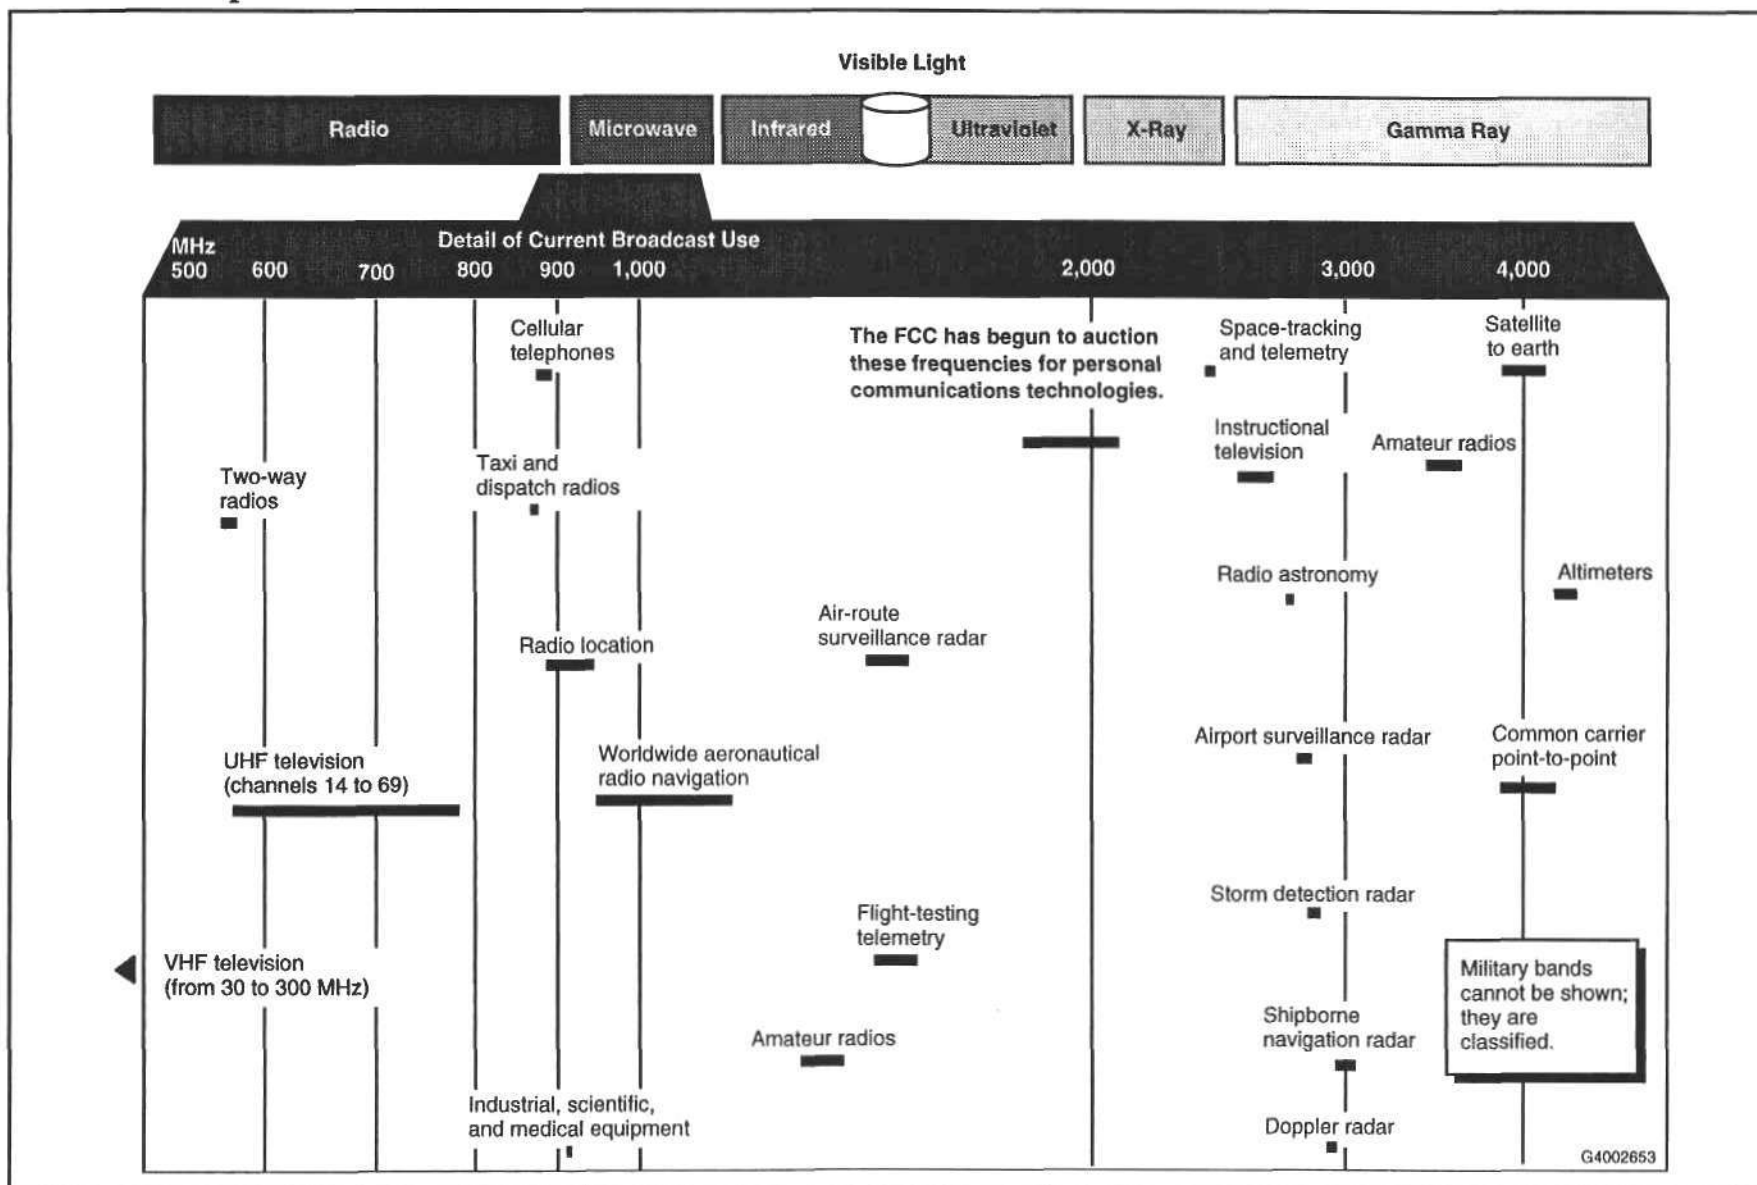 Visible Light
Radio
Microwave
Infrared
Ultraviolet
X-Ray
Gamma Ray
Detail of Current Broadcast Use
MHz
500 600 700 800 900 1,000 2,000 3,000 4,000
Cellular
telephones
The FCC has begun to auction
these frequencies for personal
communications technologies.
Space-tracking
and telemetry
Satellite
to earth
Instructional
television
Amateur radios
Two-way
radios
Taxi and
dispatch radios
Radio astronomy
Altimeters
Air-route
surveillance radar
Radio location
Airport surveillance radar
Common carrier
point-to-point
UHF television
(channels 14 to 69)
Worldwide aeronautical
radio navigation
Storm detection radar
Flight-testing
telemetry
VHF television
(from 30 to 300 MHz)
Military bands
cannot be shown;
they are
classified.
Shipborne
navigation radar
Amateur radios
Industrial, scientific,
and medical equipment
Doppler radar
G4002653